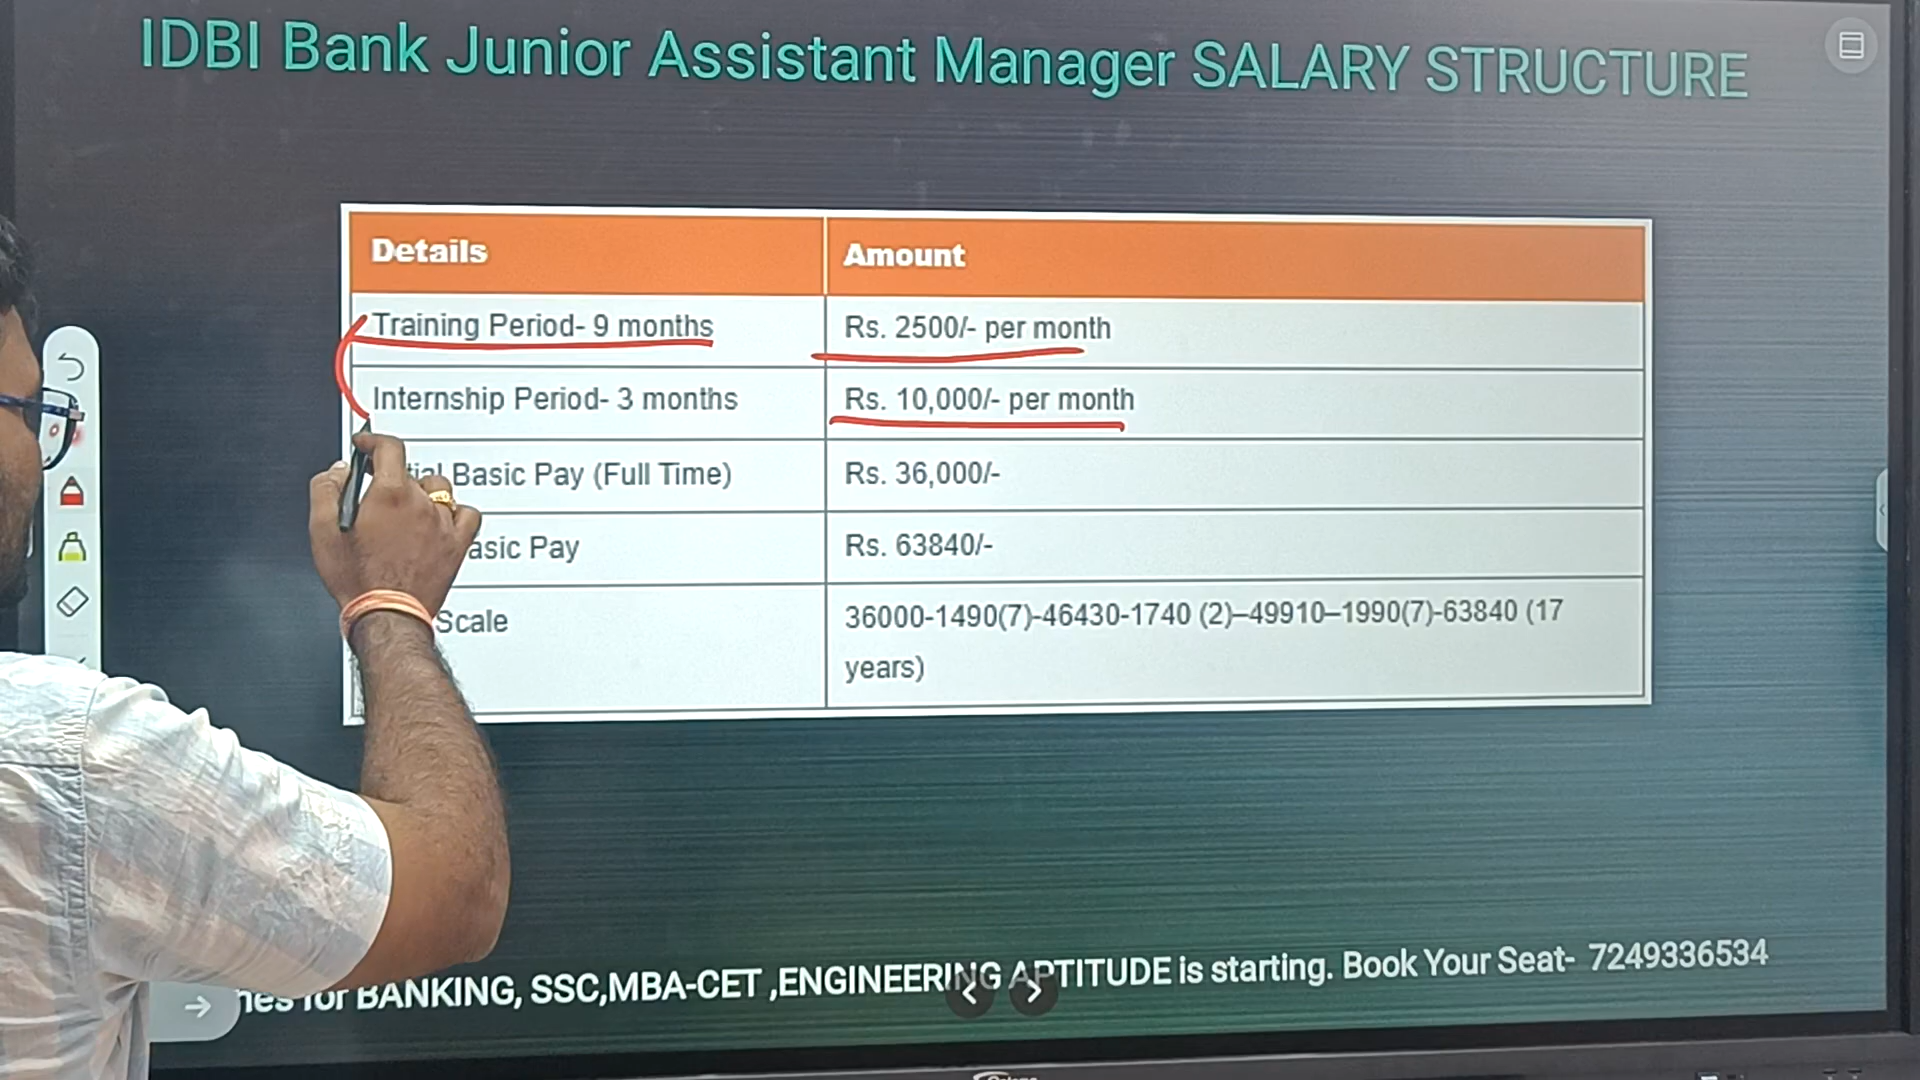 IDBI Bank Junior Assistant Manager SALARY STRUCTURE
Details Amount
Training Period- 9 months Rs. 2500/- per month
Internship Period- 3 months Rs. 10,000/- per month
Basic Pay (Full Time) Rs. 36,000/-
Pay Rs. 63840/-
Scale 36000-1490(7)-46430-1740 (2)–49910–1990(7)-63840 (17
years)
for BANKING, SSC,MBA-CET ,ENGINEERING APTITUDE is starting. Book Your Seat- 7249336534